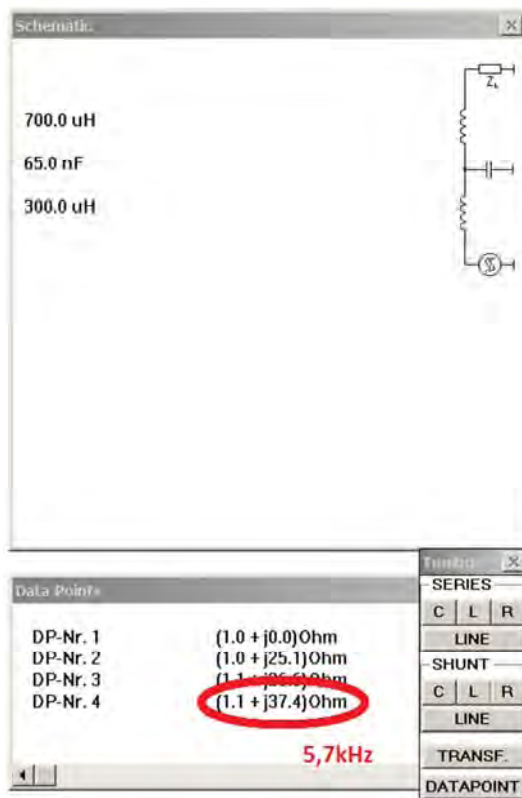 Schematic
Z
700.0 uH
65.0 nF
300.0 uH
Data Points
DP-Nr. 1 (1.0 + j0.0)Ohm
DP-Nr. 2 (1.0 + j25.1)Ohm
DP-Nr. 3
DP-Nr. 4 (1.1 + j37.4)Ohm
5,7kHz
SERIES
C L R
LINE
SHUNT
C L R
LINE
TRANSF.
DATAPOINT